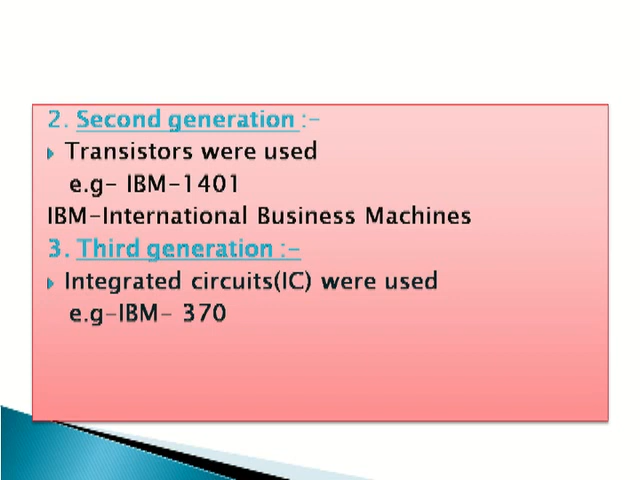 2. Second generation :-
Transistors were used
e.g- IBM-1401
IBM-International Business Machines
3. Third generation :-
Integrated circuits(IC) were used
e.g-IBM- 370